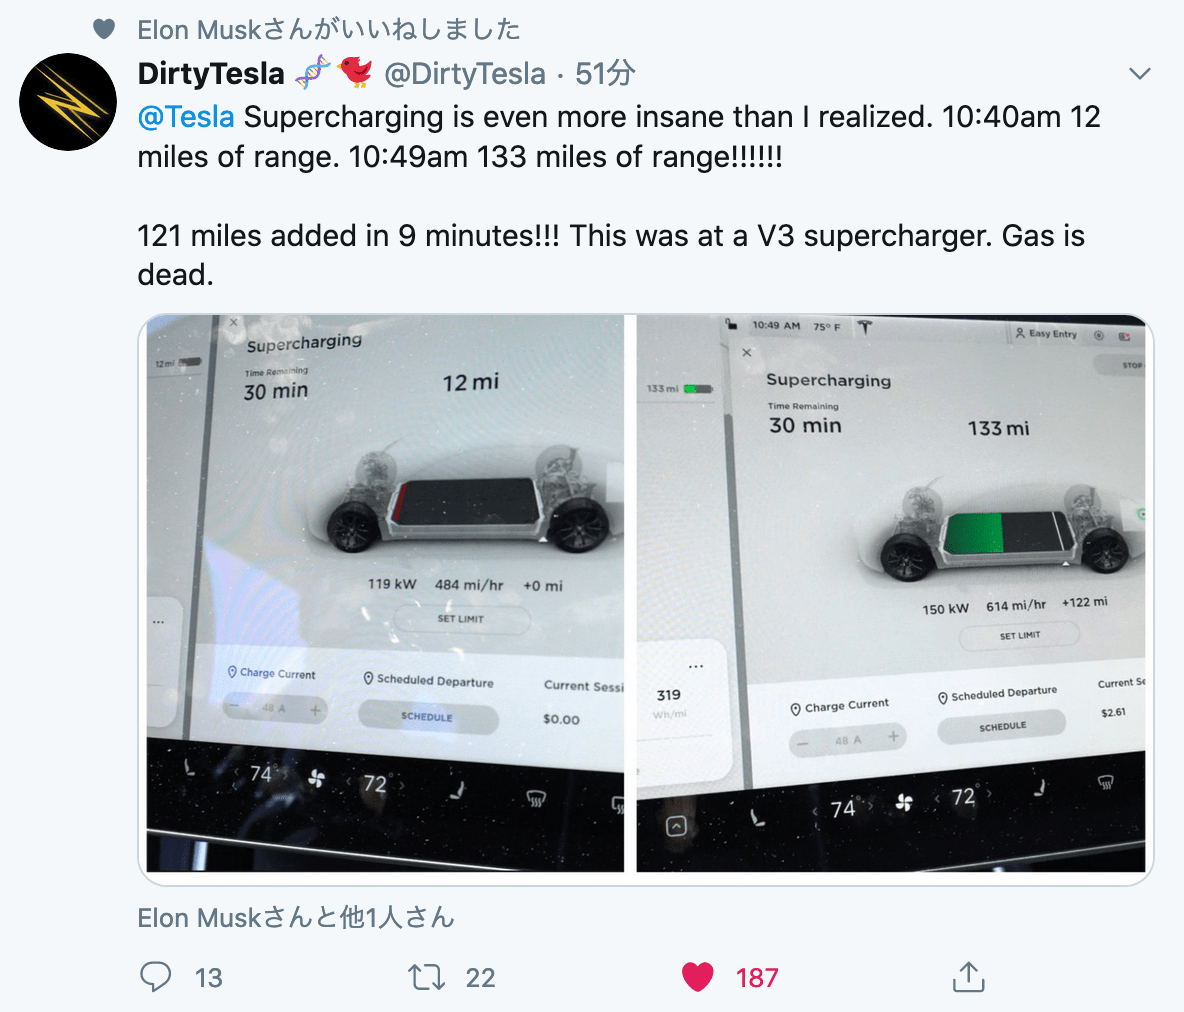 Elon Muskさんがいいねしました
DirtyTesla 🧬🐦 @DirtyTesla · 51分
@Tesla Supercharging is even more insane than I realized. 10:40am 12
miles of range. 10:49am 133 miles of range!!!!!!
121 miles added in 9 minutes!!! This was at a V3 supercharger. Gas is
dead.
12 mi
Supercharging
Time Remaining
30 min
12 mi
119 kW 484 mi/hr +0 mi
SET LIMIT
...
Charge Current
Scheduled Departure
Current Sessi
− 48 A +
SCHEDULE
$0.00
‹ 74° ›
‹ 72° ›
10:49 AM 75° F
Easy Entry
STOP
133 mi
Supercharging
Time Remaining
30 min
133 mi
150 kW 614 mi/hr +122 mi
SET LIMIT
...
319
Wh/mi
Charge Current
Scheduled Departure
Current Se
− 48 A +
SCHEDULE
$2.61
‹ 74° ›
‹ 72° ›
Elon Muskさんと他1人さん
13 22 187